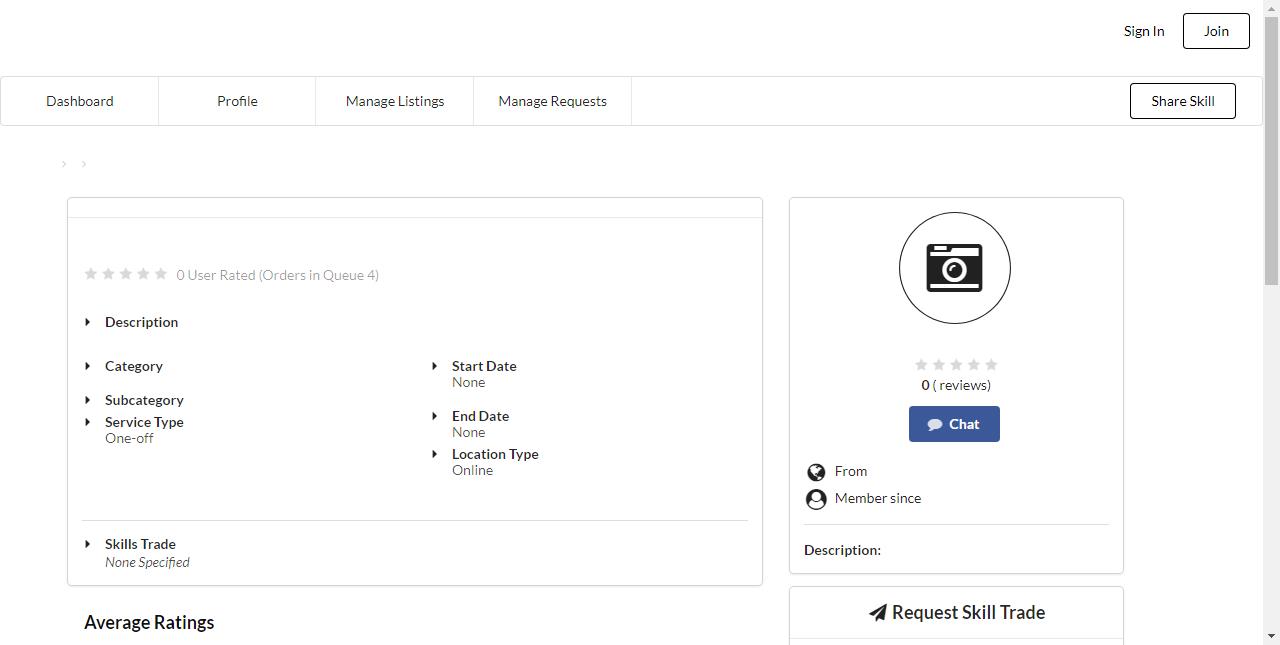 Sign In
Join
Dashboard
Profile
Manage Listings
Manage Requests
Share Skill
0 User Rated (Orders in Queue 4)
Description
Category
Subcategory
Service Type
One-off
Start Date
None
End Date
None
Location Type
Online
Skills Trade
None Specified
Average Ratings
0 ( reviews)
Chat
From
Member since
Description:
Request Skill Trade